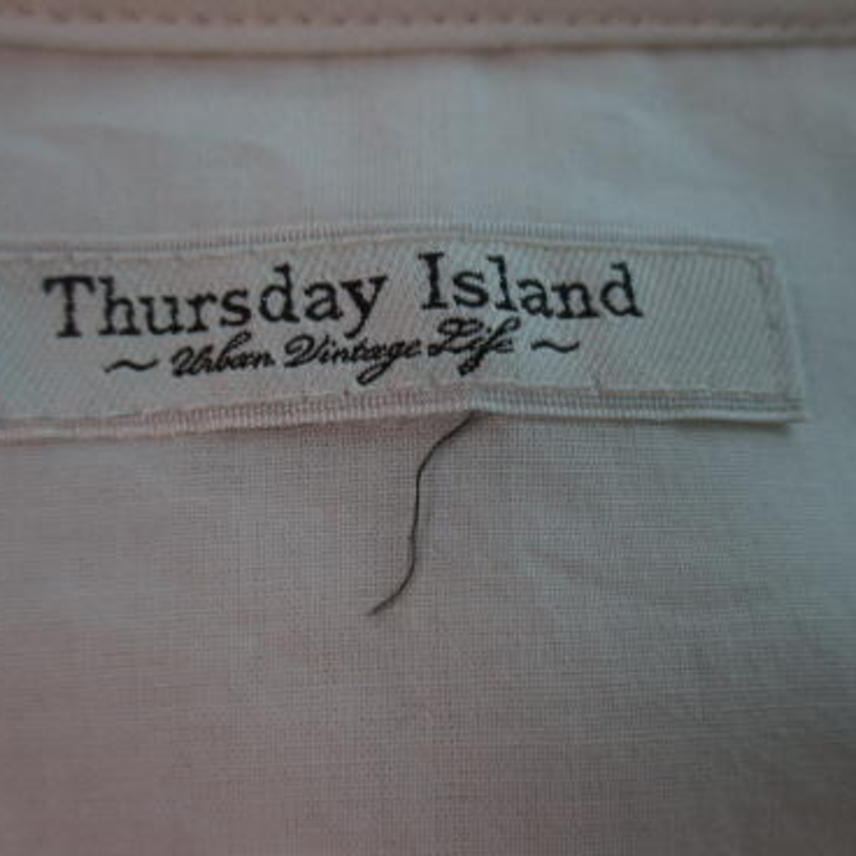 Thursday Island
~ Urban Vintage Life ~